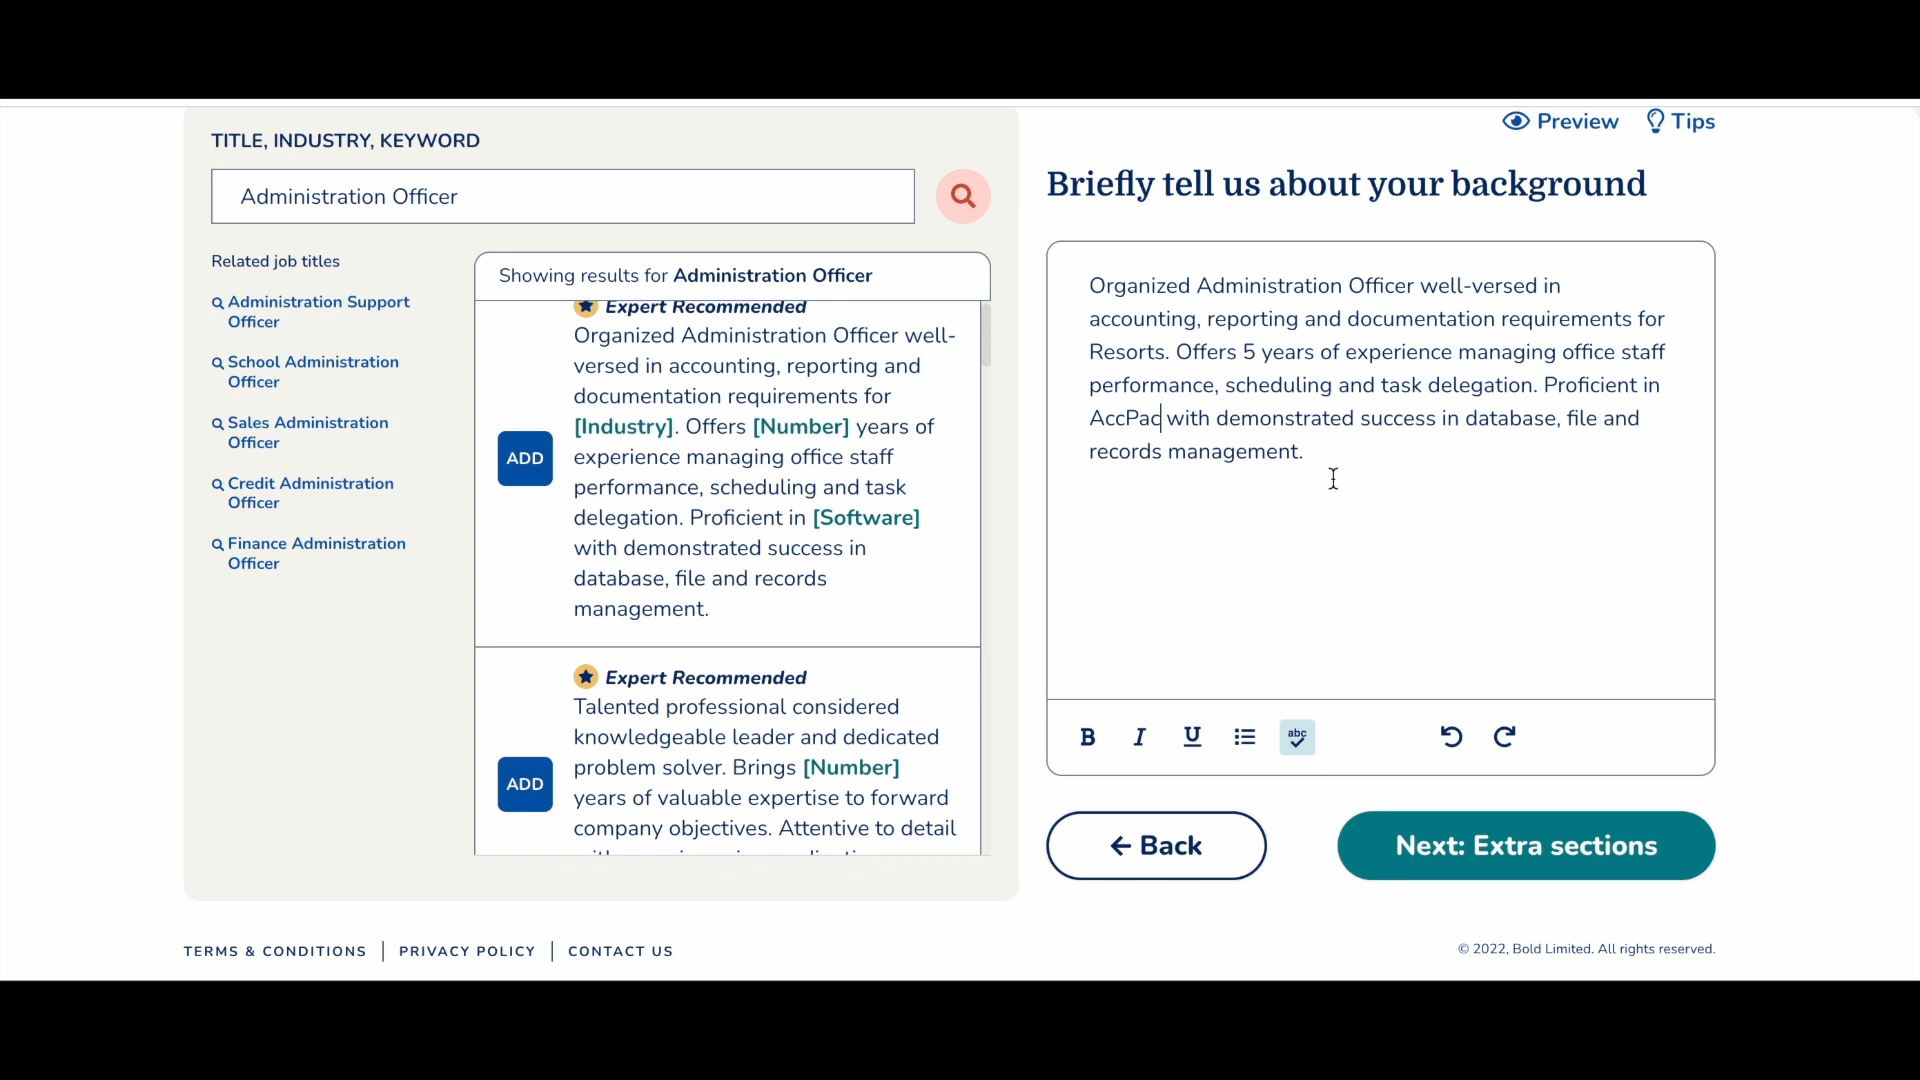 Preview
Tips
TITLE, INDUSTRY, KEYWORD
Administration Officer
Related job titles
Administration Support
Officer
School Administration
Officer
Sales Administration
Officer
Credit Administration
Officer
Finance Administration
Officer
Showing results for Administration Officer
Expert Recommended
ADD
Organized Administration Officer well-
versed in accounting, reporting and
documentation requirements for
[Industry]. Offers [Number] years of
experience managing office staff
performance, scheduling and task
delegation. Proficient in [Software]
with demonstrated success in
database, file and records
management.
Expert Recommended
ADD
Talented professional considered
knowledgeable leader and dedicated
problem solver. Brings [Number]
years of valuable expertise to forward
company objectives. Attentive to detail
Briefly tell us about your background
Organized Administration Officer well-versed in
accounting, reporting and documentation requirements for
Resorts. Offers 5 years of experience managing office staff
performance, scheduling and task delegation. Proficient in
AccPac with demonstrated success in database, file and
records management.
B I U abc
Back
Next: Extra sections
TERMS & CONDITIONS | PRIVACY POLICY | CONTACT US
© 2022, Bold Limited. All rights reserved.